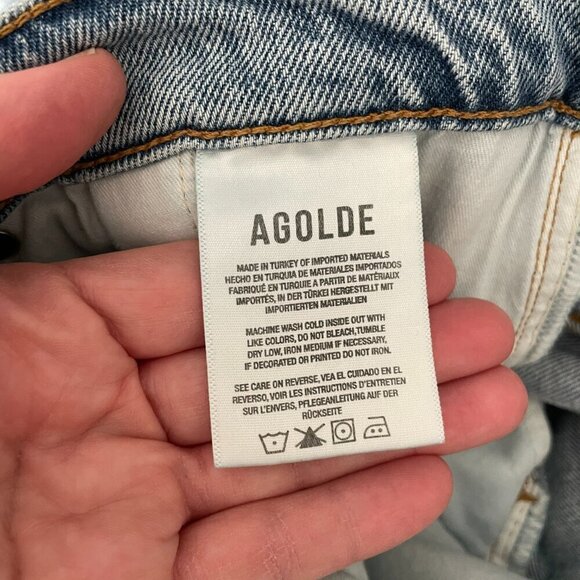 AGOLDE
MADE IN TURKEY OF IMPORTED MATERIALS
HECHO EN TURQUIA DE MATERIALES IMPORTADOS
FABRIQUÉ EN TURQUIE A PARTIR DE MATÉRIAUX
IMPORTÉS, IN DER TÜRKEI HERGESTELLT MIT
IMPORTIERTEN MATERIALIEN
MACHINE WASH COLD INSIDE OUT WITH
LIKE COLORS, DO NOT BLEACH,TUMBLE
DRY LOW, IRON MEDIUM IF NECESSARY,
IF DECORATED OR PRINTED DO NOT IRON.
SEE CARE ON REVERSE, VEA EL CUIDADO EN EL
REVERSO, VOIR LES INSTRUCTIONS D'ENTRETIEN
SUR L'ENVERS, PFLEGEANLEITUNG AUF DER
RÜCKSEITE